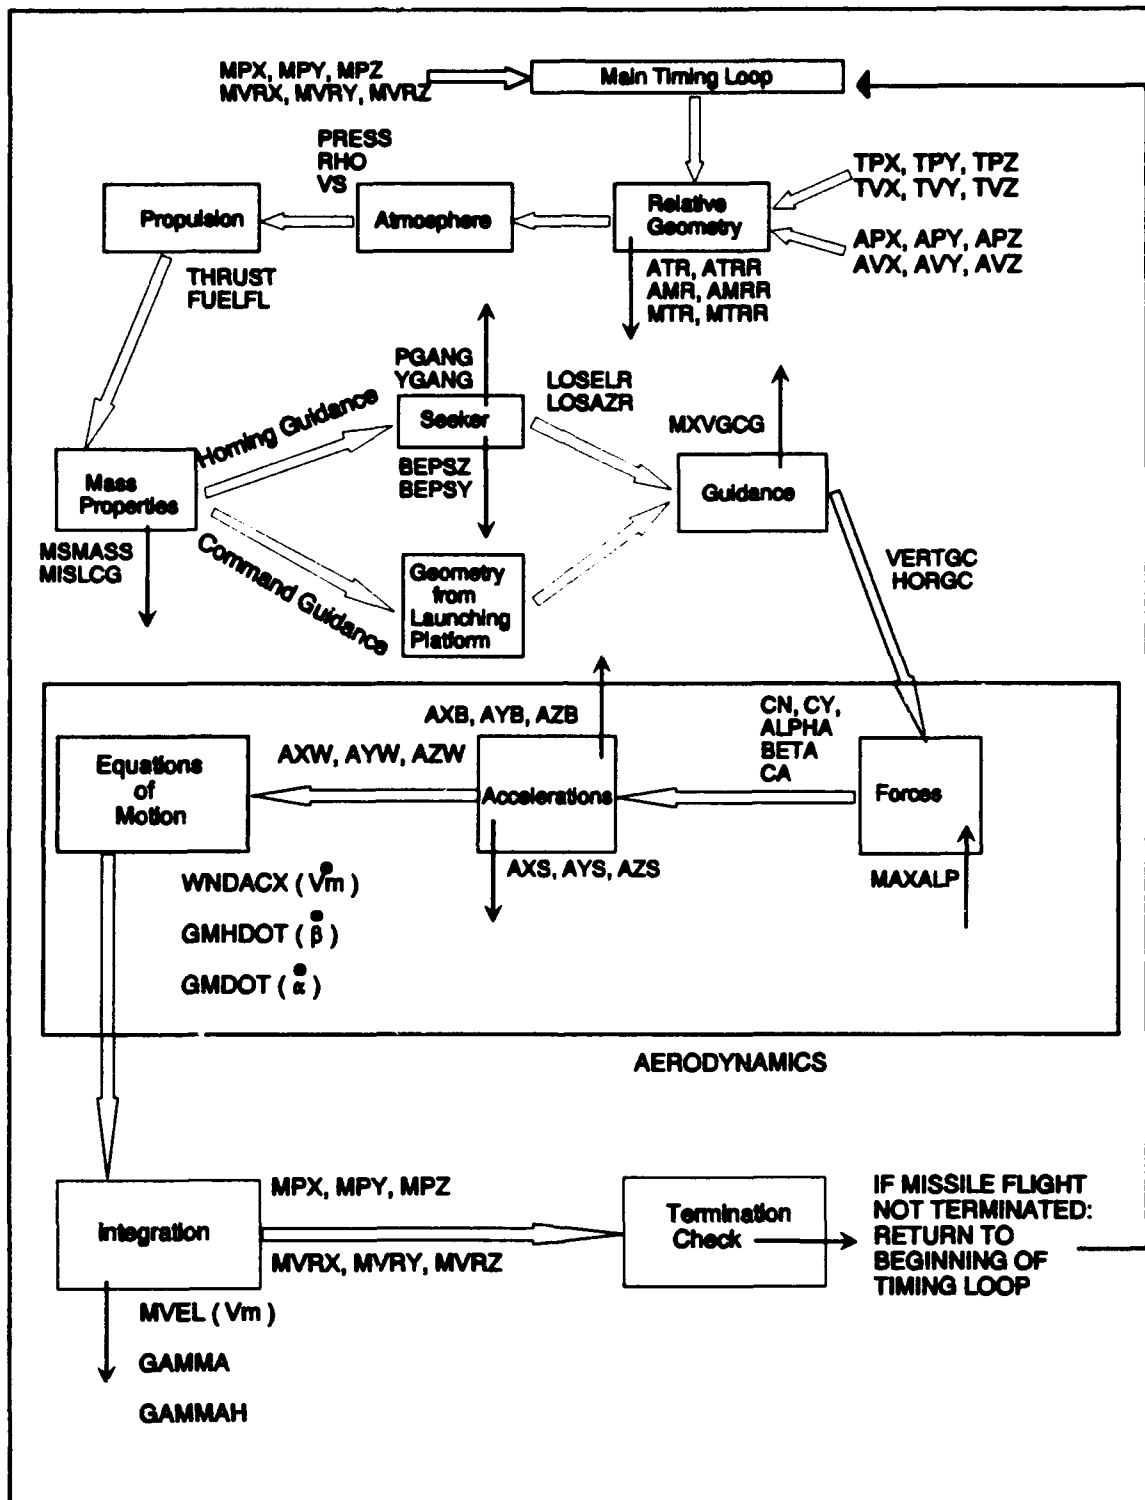 MPX, MPY, MPZ
MVRX, MVRY, MVRZ
Main Timing Loop
PRESS
RHO
VS
TPX, TPY, TPZ
TVX, TVY, TVZ
Propulsion
Atmosphere
Relative
Geometry
APX, APY, APZ
AVX, AVY, AVZ
THRUST
FUELFL
ATR, ATRR
AMR, AMRR
MTR, MTRR
PGANG
YGANG
LOSELR
LOSAZR
Homing Guidance
Seeker
MXVGCG
BEPSZ
BEPSY
Mass
Properties
Guidance
MSMASS
MISLCG
Command Guidance
Geometry
from
Launching
Platform
VERTGC
HORGC
AXB, AYB, AZB
CN, CY,
ALPHA
BETA
CA
AXW, AYW, AZW
Equations
of
Motion
Accelerations
Forces
AXS, AYS, AZS
MAXALP
WNDACX ( V̇m )
GMHDOT ( β̇ )
GMDOT ( α̇ )
AERODYNAMICS
MPX, MPY, MPZ
Integration
MVRX, MVRY, MVRZ
Termination
Check
IF MISSILE FLIGHT
NOT TERMINATED:
RETURN TO
BEGINNING OF
TIMING LOOP
MVEL ( Vm )
GAMMA
GAMMAH